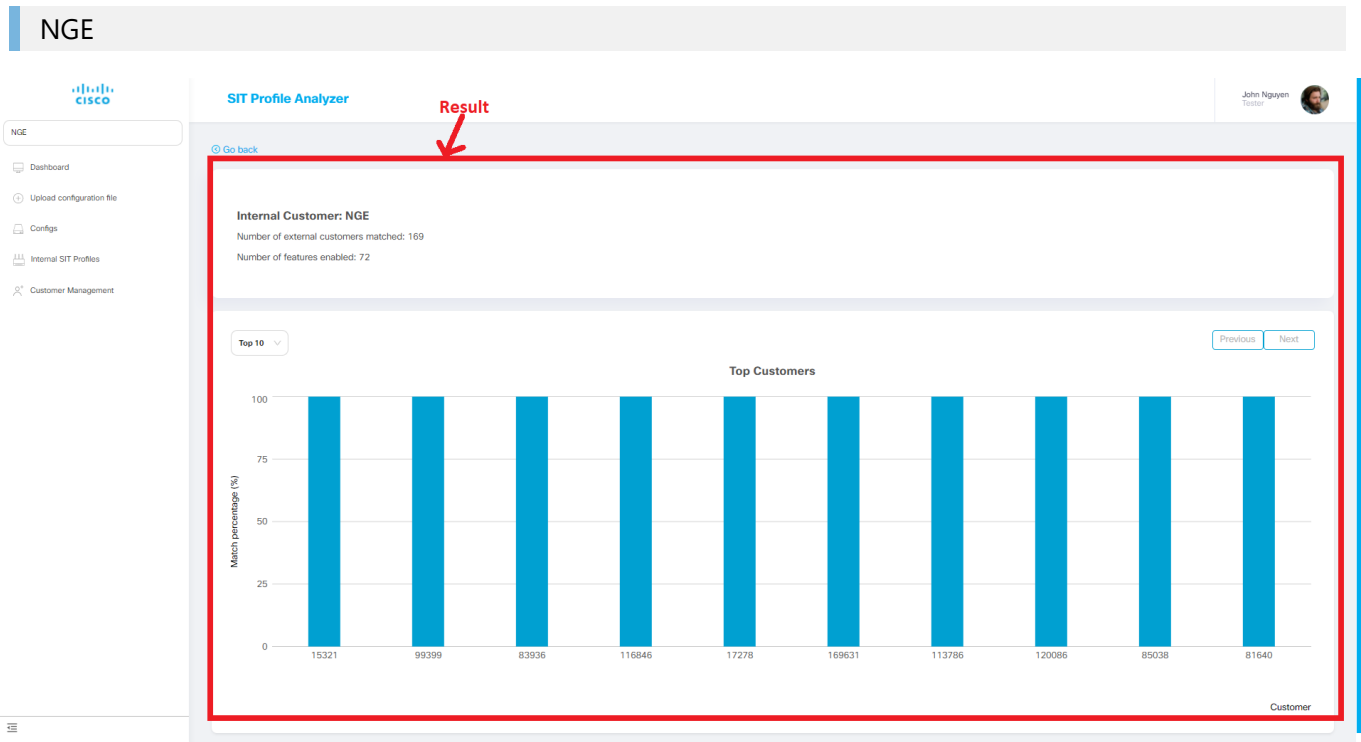 NGE
CISCO
SIT Profile Analyzer
Result
John Nguyen
Tester
NGE
Go back
Dashboard
Upload configuration file
Configs
Internal SIT Profiles
Customer Management
Internal Customer: NGE
Number of external customers matched: 169
Number of features enabled: 72
Top 10
Previous
Next
Top Customers
Match percentage (%)
100
75
50
25
0
15321 99399 83936 116846 17278 169631 113786 120086 85038 81640
Customer